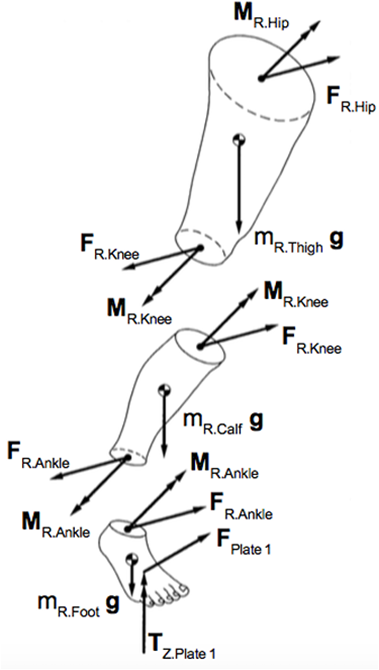 M R.Hip
F R.Hip
m R.Thigh g
F R.Knee
M R.Knee
M R.Knee
F R.Knee
m R.Calf g
F R.Ankle
M R.Ankle
M R.Ankle
F R.Ankle
F Plate 1
m R.Foot g
T Z.Plate 1